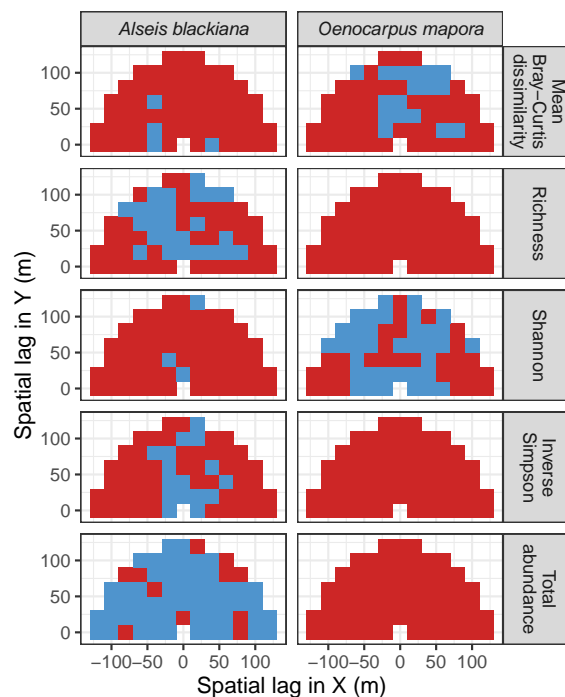 Alseis blackiana
Oenocarpus mapora
Spatial lag in Y (m)
0
50
100
Mean
Bray−Curtis
dissimilarity
0
50
100
Richness
0
50
100
Shannon
0
50
100
Inverse
Simpson
0
50
100
Total
abundance
−100−50 0 50 100
−100−50 0 50 100
Spatial lag in X (m)